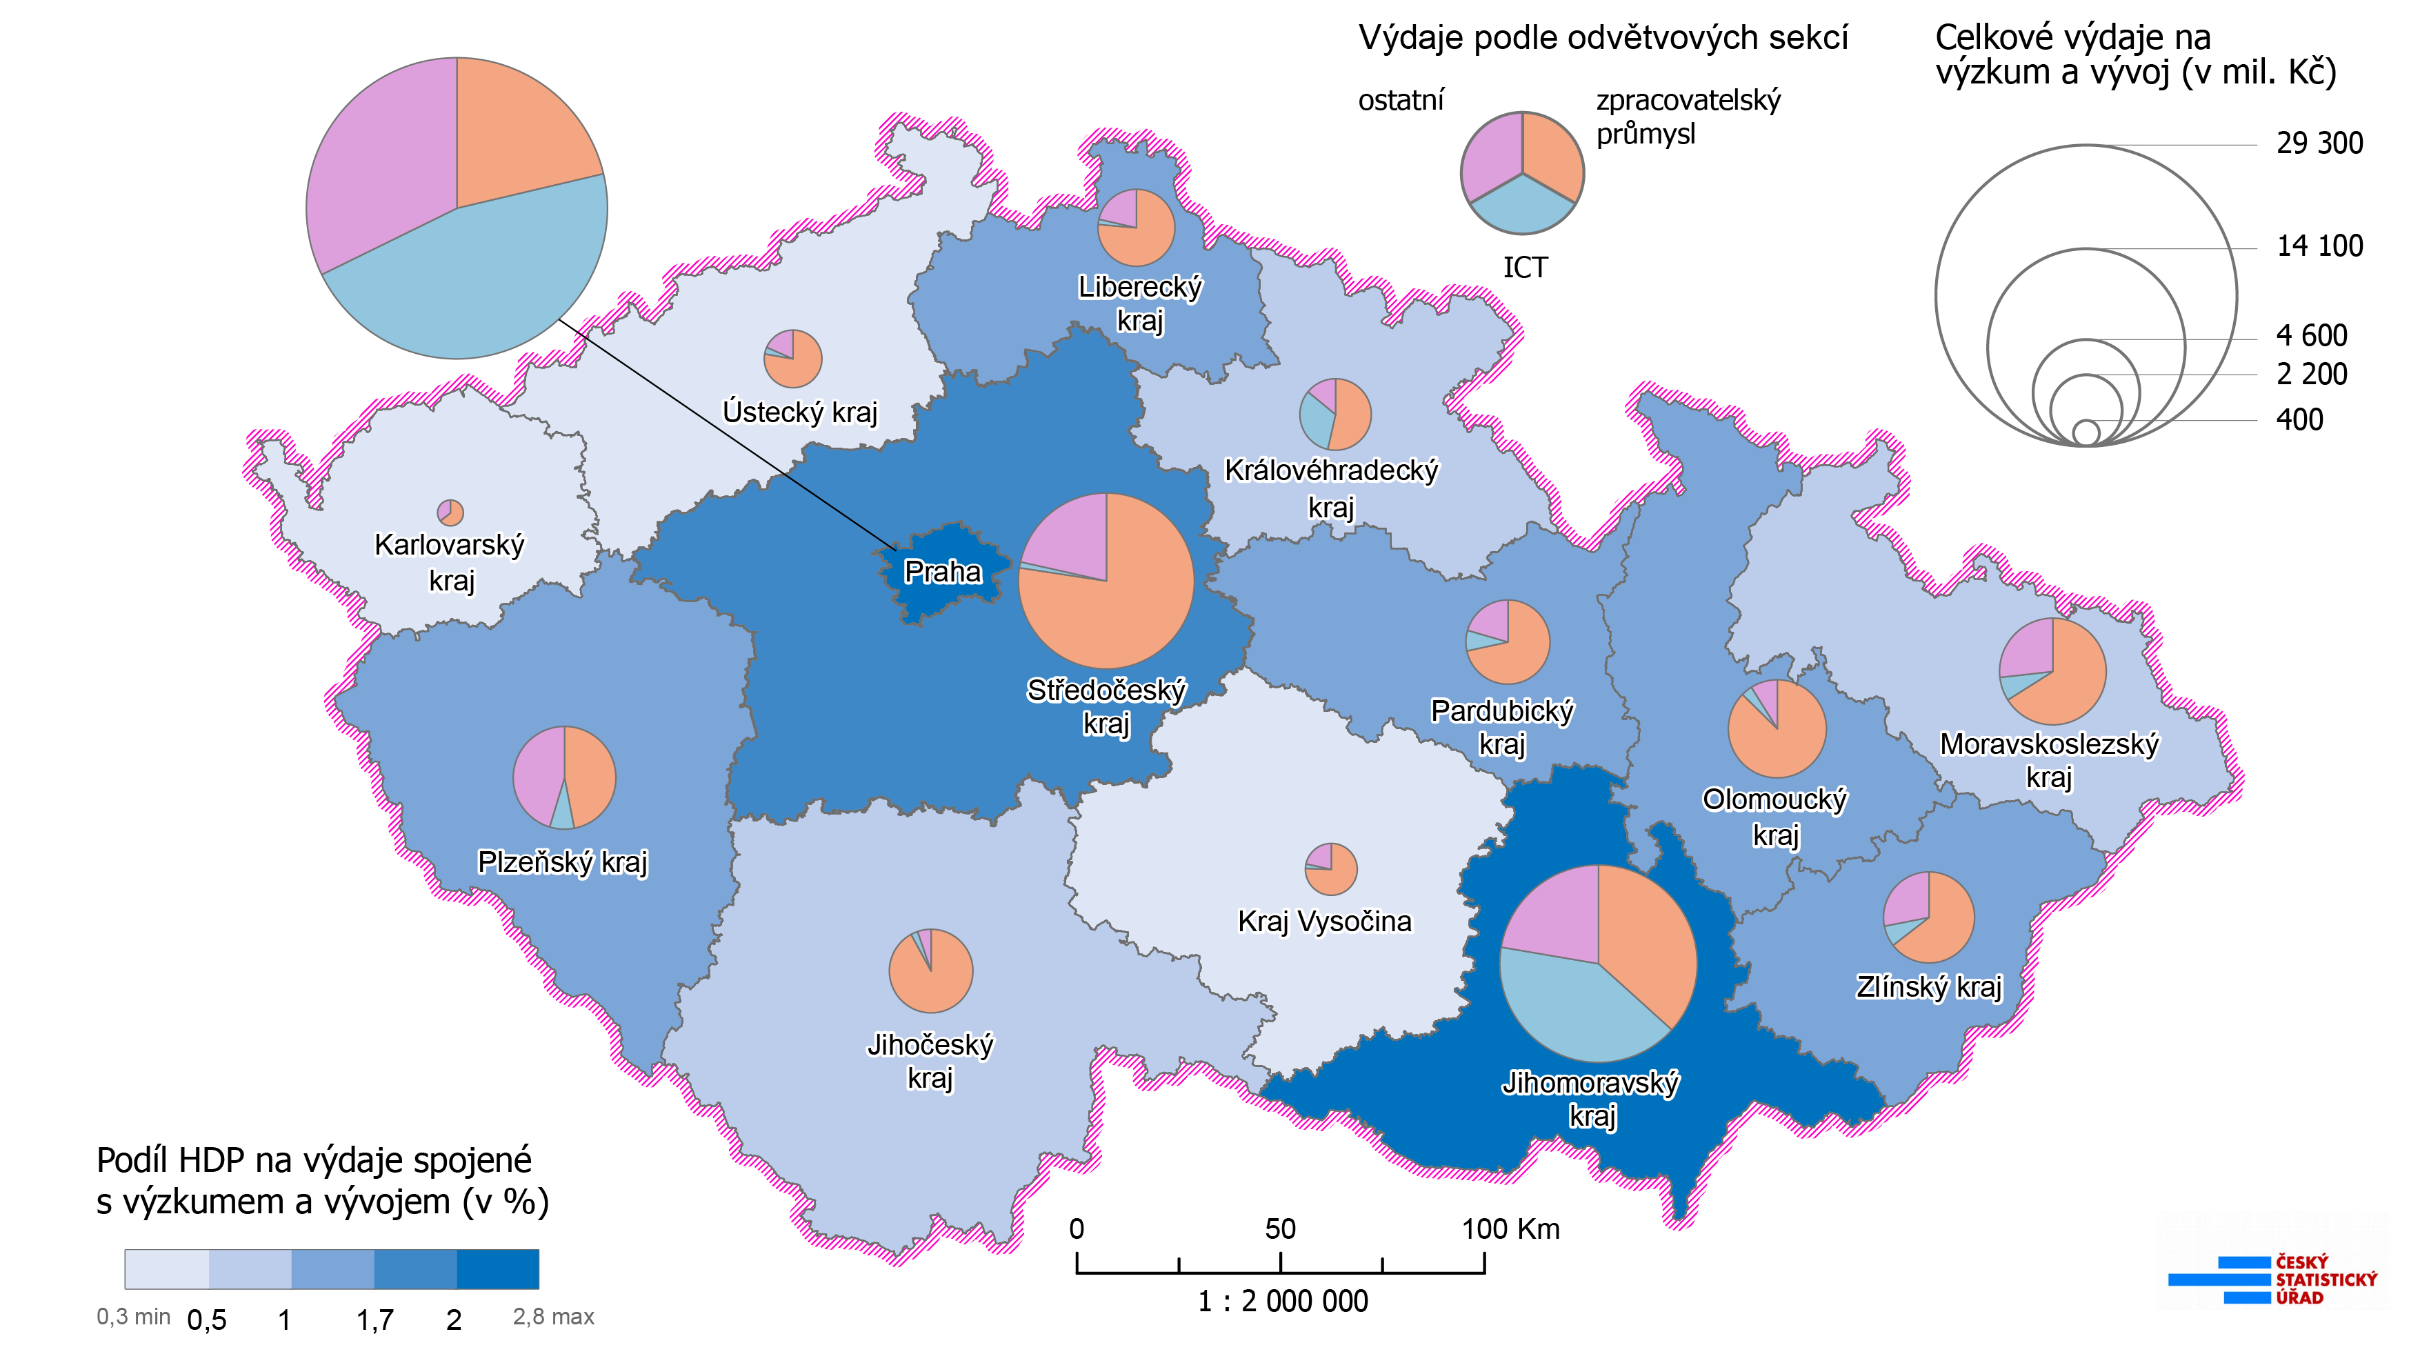 Výdaje podle odvětvových sekcí
ostatní
zpracovatelský
průmysl
ICT
Celkové výdaje na
výzkum a vývoj (v mil. Kč)
29 300
14 100
4 600
2 200
400
Liberecký
kraj
Ústecký kraj
Královéhradecký
kraj
Karlovarský
kraj
Praha
Středočeský
kraj
Pardubický
kraj
Moravskoslezský
kraj
Olomoucký
kraj
Plzeňský kraj
Kraj Vysočina
Zlínský kraj
Jihočeský
kraj
Jihomoravský
kraj
Podíl HDP na výdaje spojené
s výzkumem a vývojem (v %)
0,3 min 0,5 1 1,7 2 2,8 max
0 50 100 Km
1 : 2 000 000
ČESKÝ
STATISTICKÝ
ÚŘAD